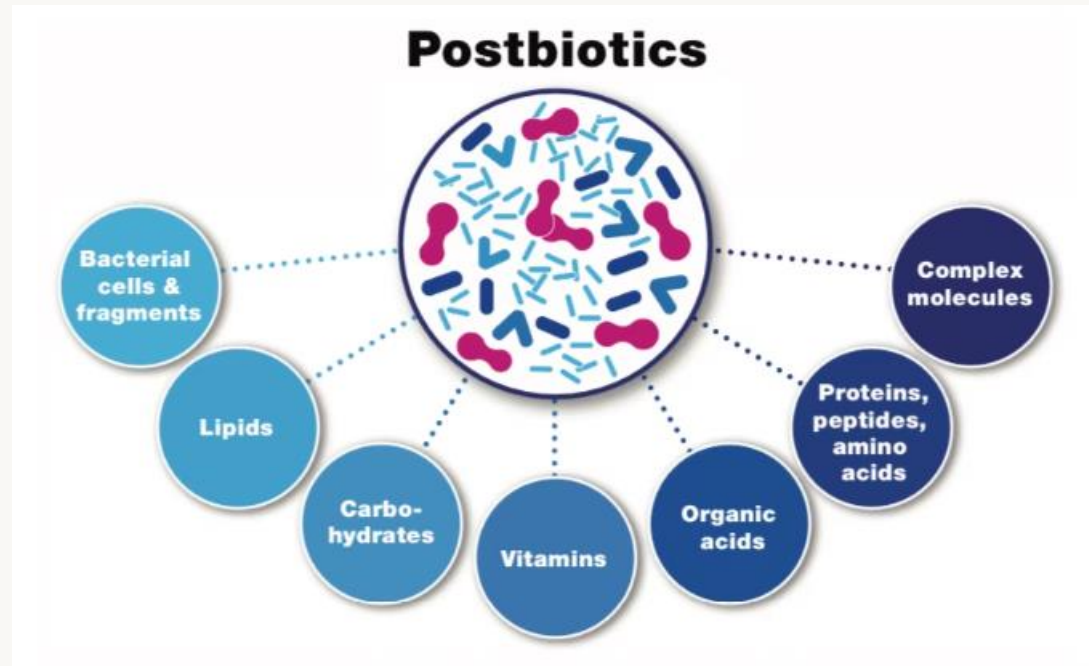 Postbiotics
Bacterial
cells &
fragments
Lipids
Carbo-
hydrates
Vitamins
Organic
acids
Proteins,
peptides,
amino
acids
Complex
molecules